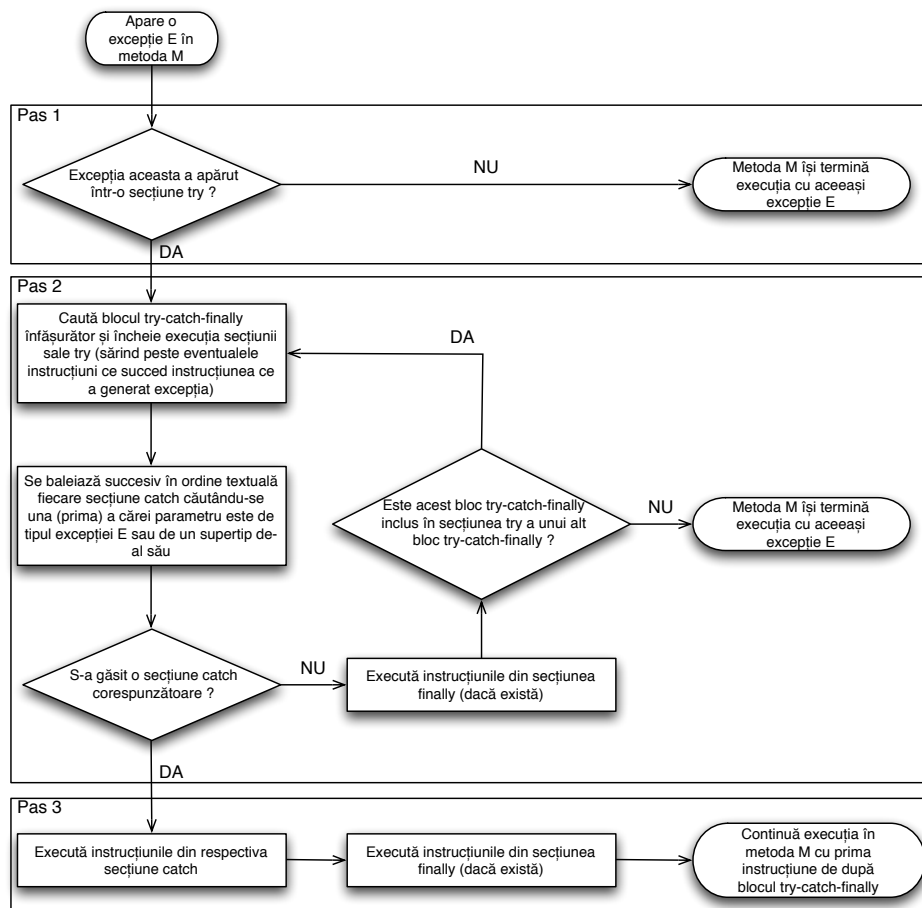 Apare o
excepție E în
metoda M
Pas 1
Excepția aceasta a apărut
într-o secțiune try ?
NU
Metoda M își termină
execuția cu aceeași
excepție E
DA
Pas 2
Caută blocul try-catch-finally
înfășurător și încheie execuția secțiunii
sale try (sărind peste eventualele
instrucțiuni ce succed instrucțiunea ce
a generat excepția)
DA
Se baleiază succesiv în ordine textuală
fiecare secțiune catch căutându-se
una (prima) a cărei parametru este de
tipul excepției E sau de un supertip de-
al său
Este acest bloc try-catch-finally
inclus în secțiunea try a unui alt
bloc try-catch-finally ?
NU
Metoda M își termină
execuția cu aceeași
excepție E
S-a găsit o secțiune catch
corespunzătoare ?
NU
Execută instrucțiunile din secțiunea
finally (dacă există)
DA
Pas 3
Execută instrucțiunile din respectiva
secțiune catch
Execută instrucțiunile din secțiunea
finally (dacă există)
Continuă execuția în
metoda M cu prima
instrucțiune de după
blocul try-catch-finally